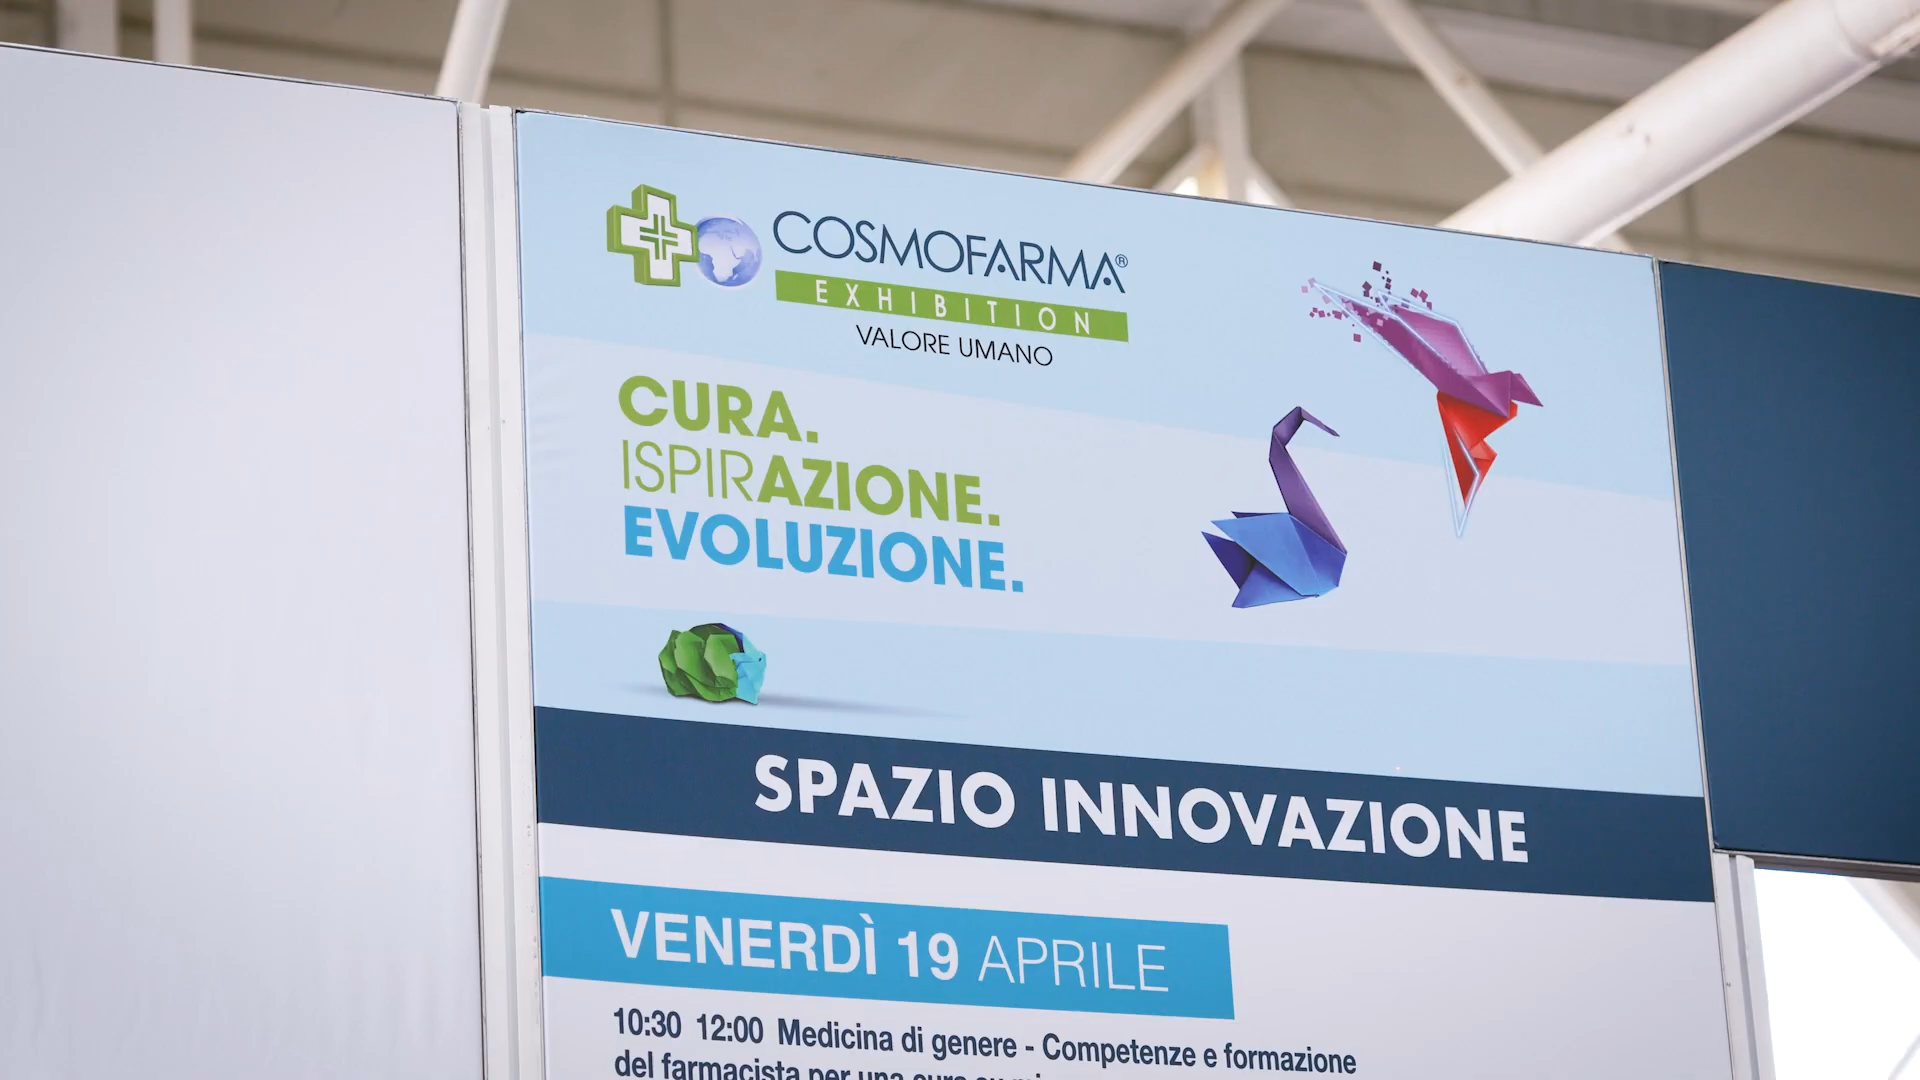 COSMOFARMA®
EXHIBITION
VALORE UMANO
CURA.
ISPIRAZIONE.
EVOLUZIONE.
SPAZIO INNOVAZIONE
VENERDÌ 19 APRILE
10:30 12:00 Medicina di genere - Competenze e formazione
del farmacista per una cura su